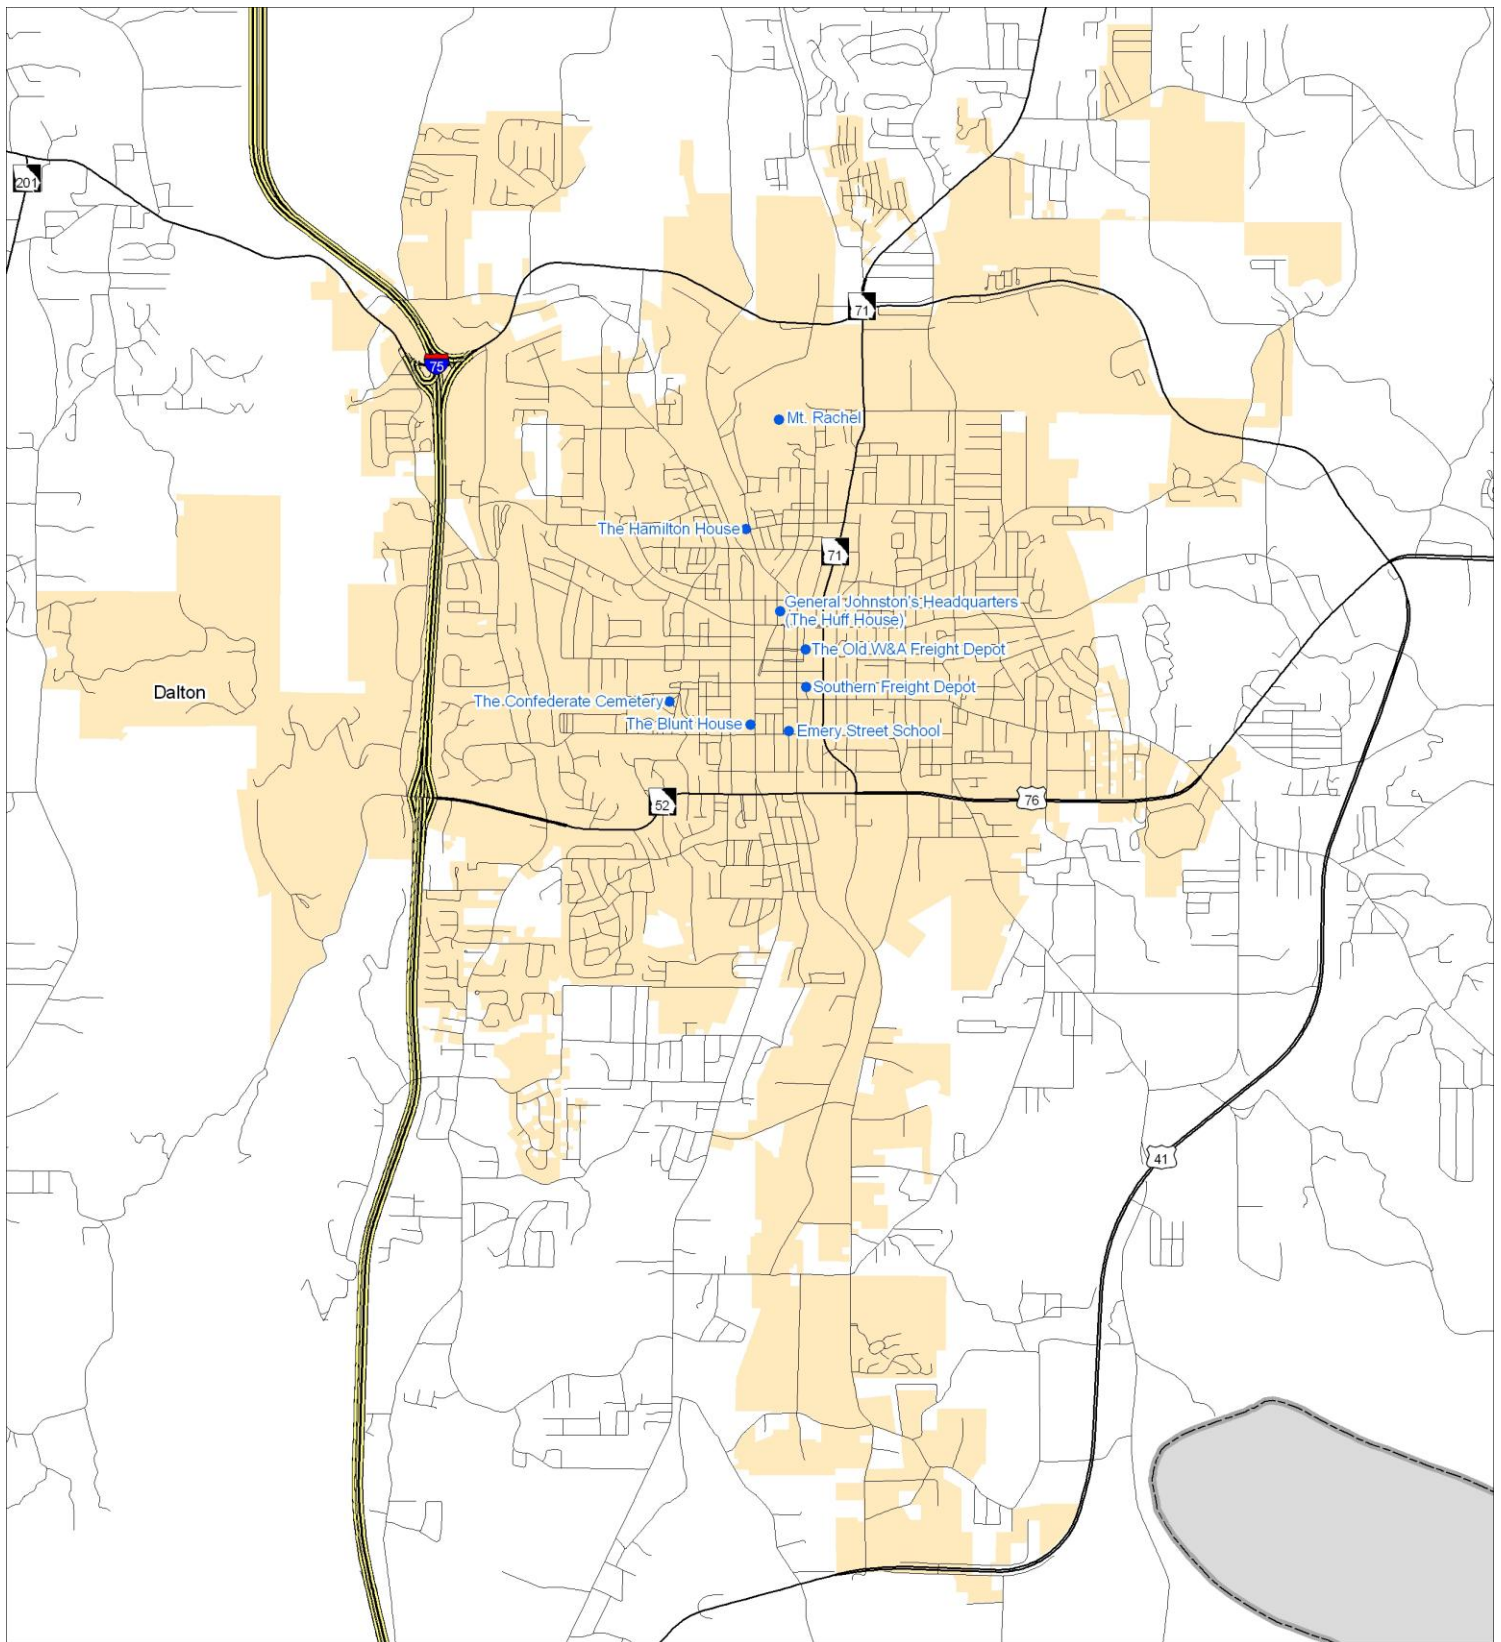 201
71
75
Mt. Rachel
The Hamilton House
71
General Johnston's Headquarters
(The Huff House)
The Old W&A Freight Depot
Dalton
Southern Freight Depot
The Confederate Cemetery
The Blunt House
Emery Street School
52
76
41